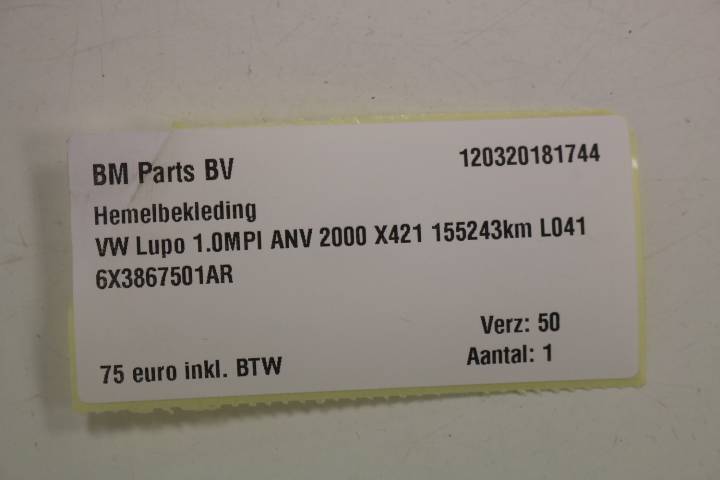 BM Parts BV
120320181744
Hemelbekleding
VW Lupo 1.0MPI ANV 2000 X421 155243km L041
6X3867501AR
Verz: 50
75 euro inkl. BTW
Aantal: 1